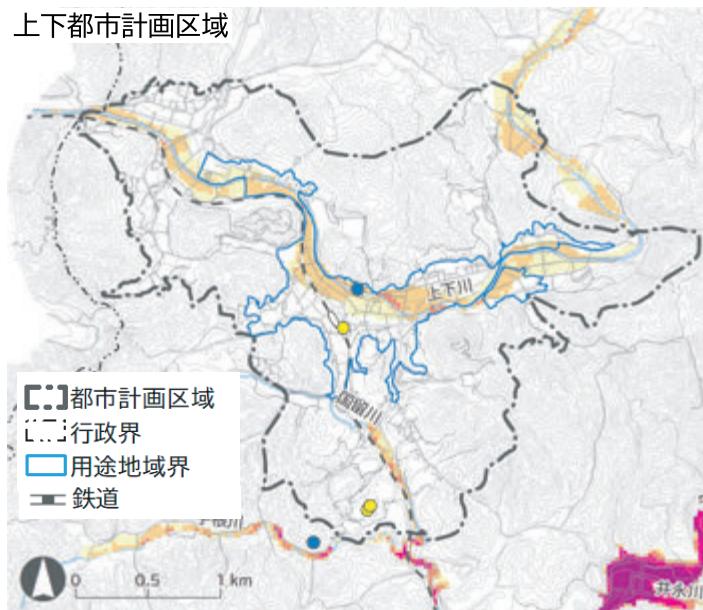 上下都市計画区域
上下川
国留川
都市計画区域
行政界
用途地域界
鉄道
0 0.5 1 km
井永川